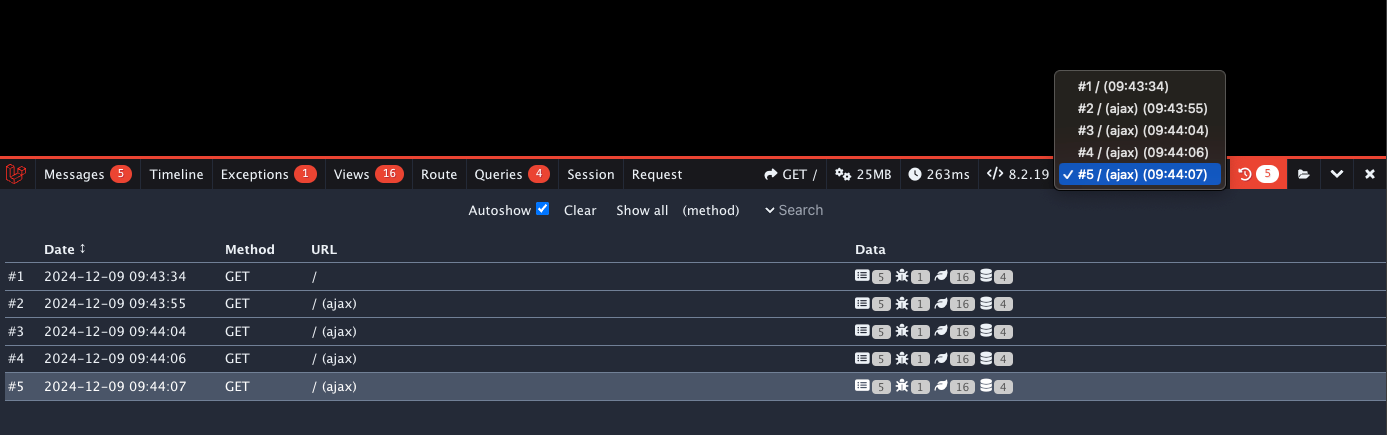 #1 / (09:43:34)
#2 / (ajax) (09:43:55)
#3 / (ajax) (09:44:04)
#4 / (ajax) (09:44:06)
Messages 5 Timeline Exceptions 1 Views 16 Route Queries 4 Session Request GET / 25MB 263ms </> 8.2.19 ✓ #5 / (ajax) (09:44:07) 5
Autoshow Clear Show all (method) Search
Date ↕ Method URL Data
#1 2024-12-09 09:43:34 GET / 5 1 16 4
#2 2024-12-09 09:43:55 GET / (ajax) 5 1 16 4
#3 2024-12-09 09:44:04 GET / (ajax) 5 1 16 4
#4 2024-12-09 09:44:06 GET / (ajax) 5 1 16 4
#5 2024-12-09 09:44:07 GET / (ajax) 5 1 16 4